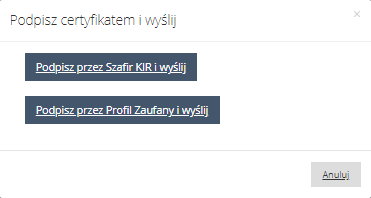 Podpisz certyfikatem i wyślij
×
Podpisz przez Szafir KIR i wyślij
Podpisz przez Profil Zaufany i wyślij
Anuluj